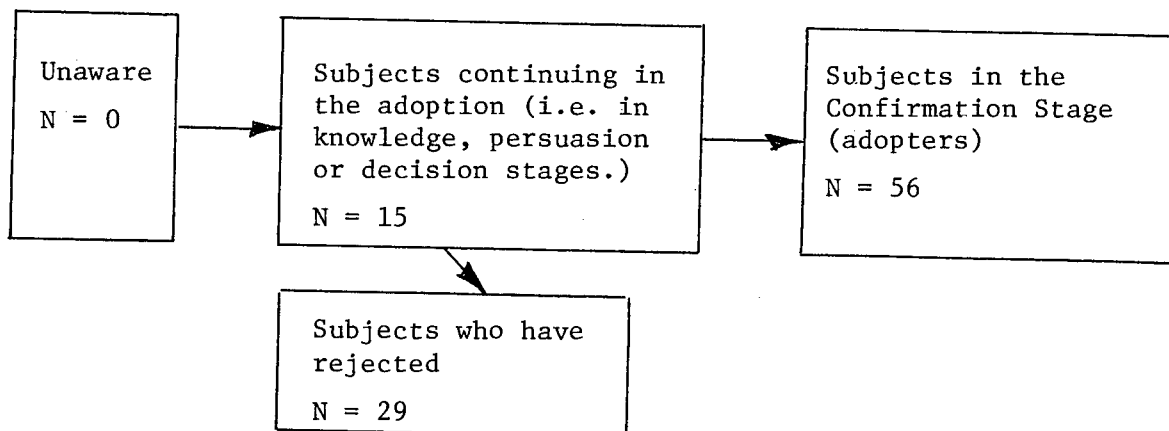 Unaware
N = 0
Subjects continuing in
the adoption (i.e. in
knowledge, persuasion
or decision stages.)
N = 15
Subjects in the
Confirmation Stage
(adopters)
N = 56
Subjects who have
rejected
N = 29